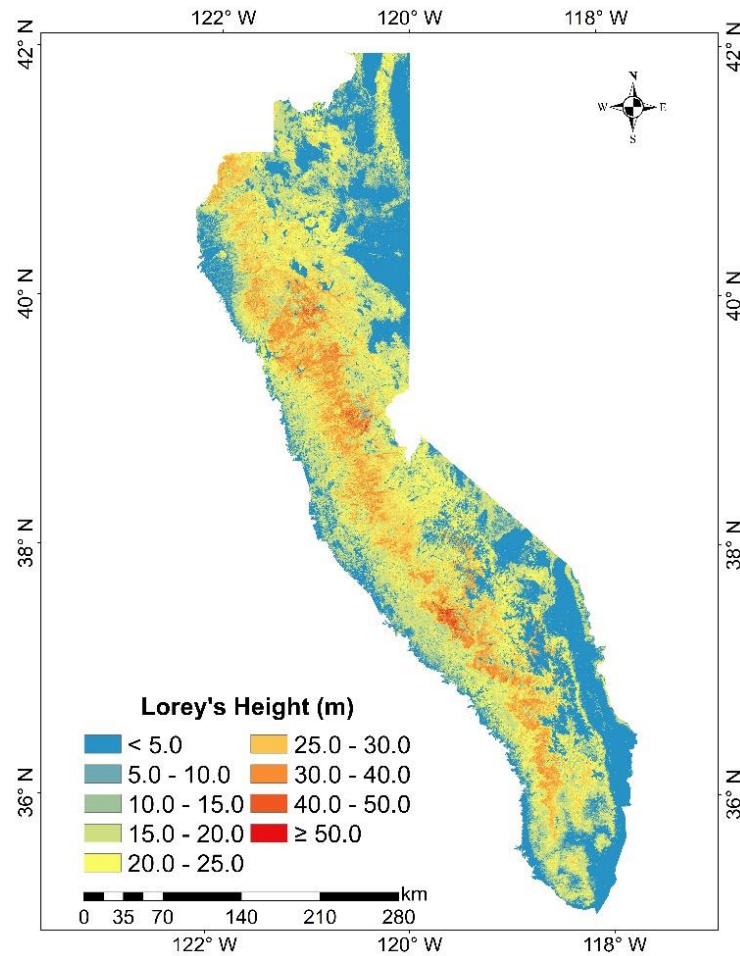 122° W 120° W 118° W
42° N 42° N
N
W E
S
40° N 40° N
38° N 38° N
36° N 36° N
Lorey's Height (m)
< 5.0 25.0 - 30.0
5.0 - 10.0 30.0 - 40.0
10.0 - 15.0 40.0 - 50.0
15.0 - 20.0 ≥ 50.0
20.0 - 25.0
km
0 35 70 140 210 280
122° W 120° W 118° W